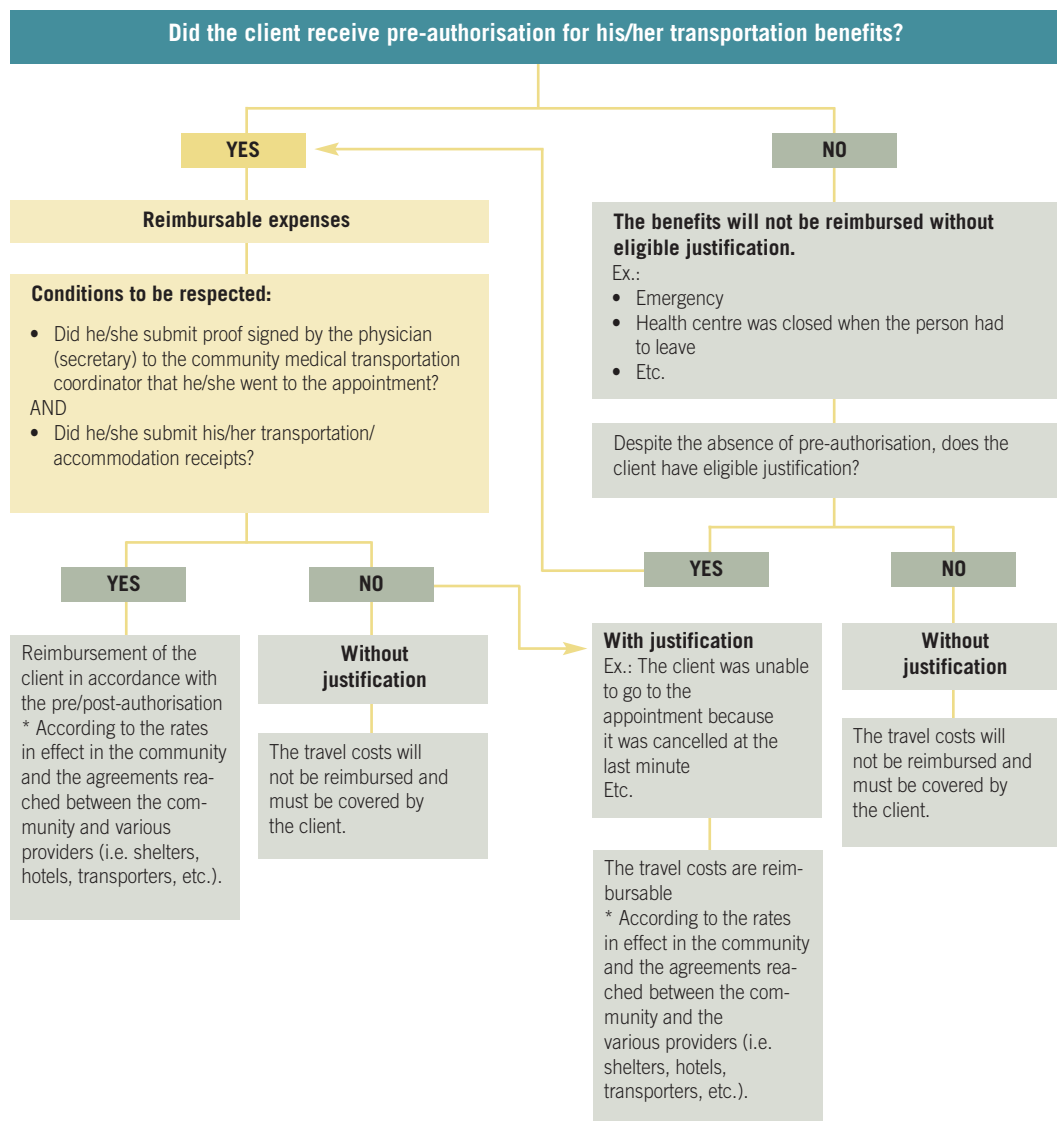 Did the client receive pre-authorisation for his/her transportation benefits?
YES
Reimbursable expenses
Conditions to be respected:
• Did he/she submit proof signed by the physician
(secretary) to the community medical transportation
coordinator that he/she went to the appointment?
AND
• Did he/she submit his/her transportation/
accommodation receipts?
YES
Reimbursement of the
client in accordance with
the pre/post-authorisation
* According to the rates
in effect in the community
and the agreements rea-
ched between the com-
munity and various
providers (i.e. shelters,
hotels, transporters, etc.).
NO
Without
justification
The travel costs will
not be reimbursed and
must be covered by
the client.
NO
The benefits will not be reimbursed without
eligible justification.
Ex.:
• Emergency
• Health centre was closed when the person had
to leave
• Etc.
Despite the absence of pre-authorisation, does the
client have eligible justification?
YES
With justification
Ex.: The client was unable
to go to the
appointment because
it was cancelled at the
last minute
Etc.
The travel costs are reim-
bursable
* According to the rates
in effect in the community
and the agreements rea-
ched between the com-
munity and the
various providers (i.e.
shelters, hotels,
transporters, etc.).
NO
Without
justification
The travel costs will
not be reimbursed and
must be covered by
the client.